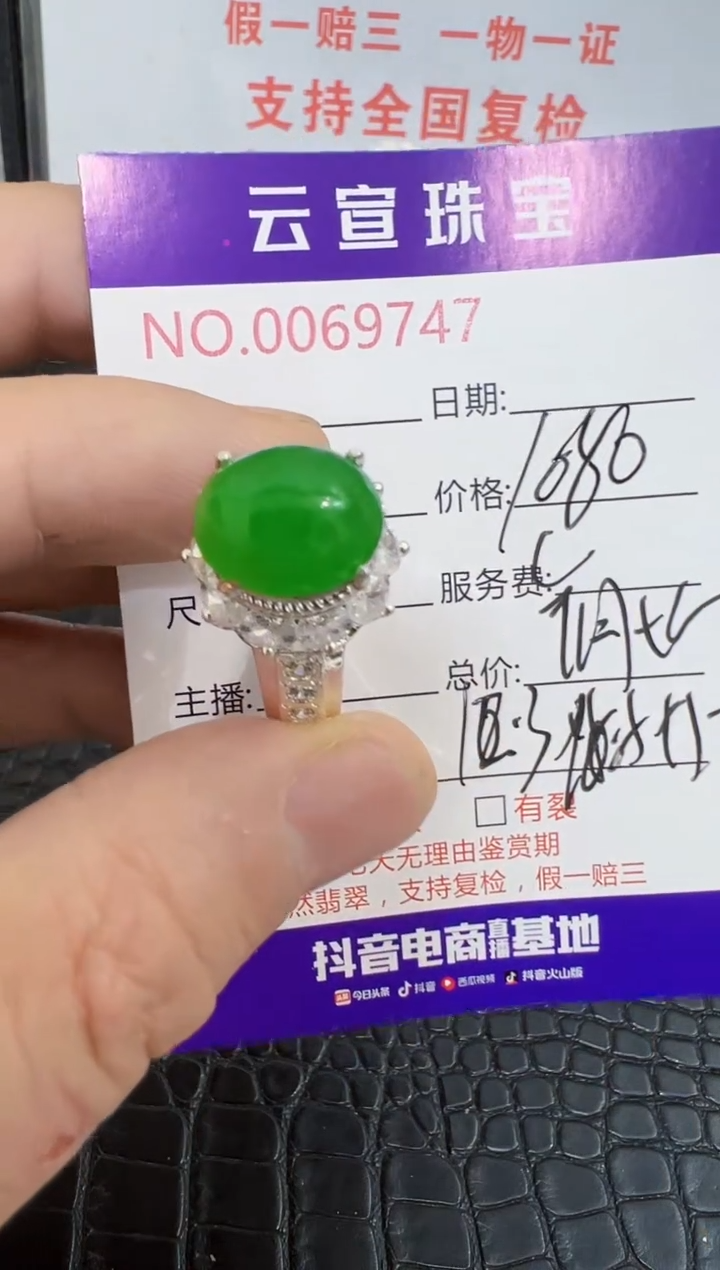 假一赔三 一物一证
支持全国复检
云宣珠宝
NO.0069747
日期:
价格: 1680
尺
服务费:
主播:
总价:
有裂
七天无理由鉴赏期
然翡翠，支持复检，假一赔三
抖音电商直播基地
今日头条 抖音 西瓜视频 抖音火山版